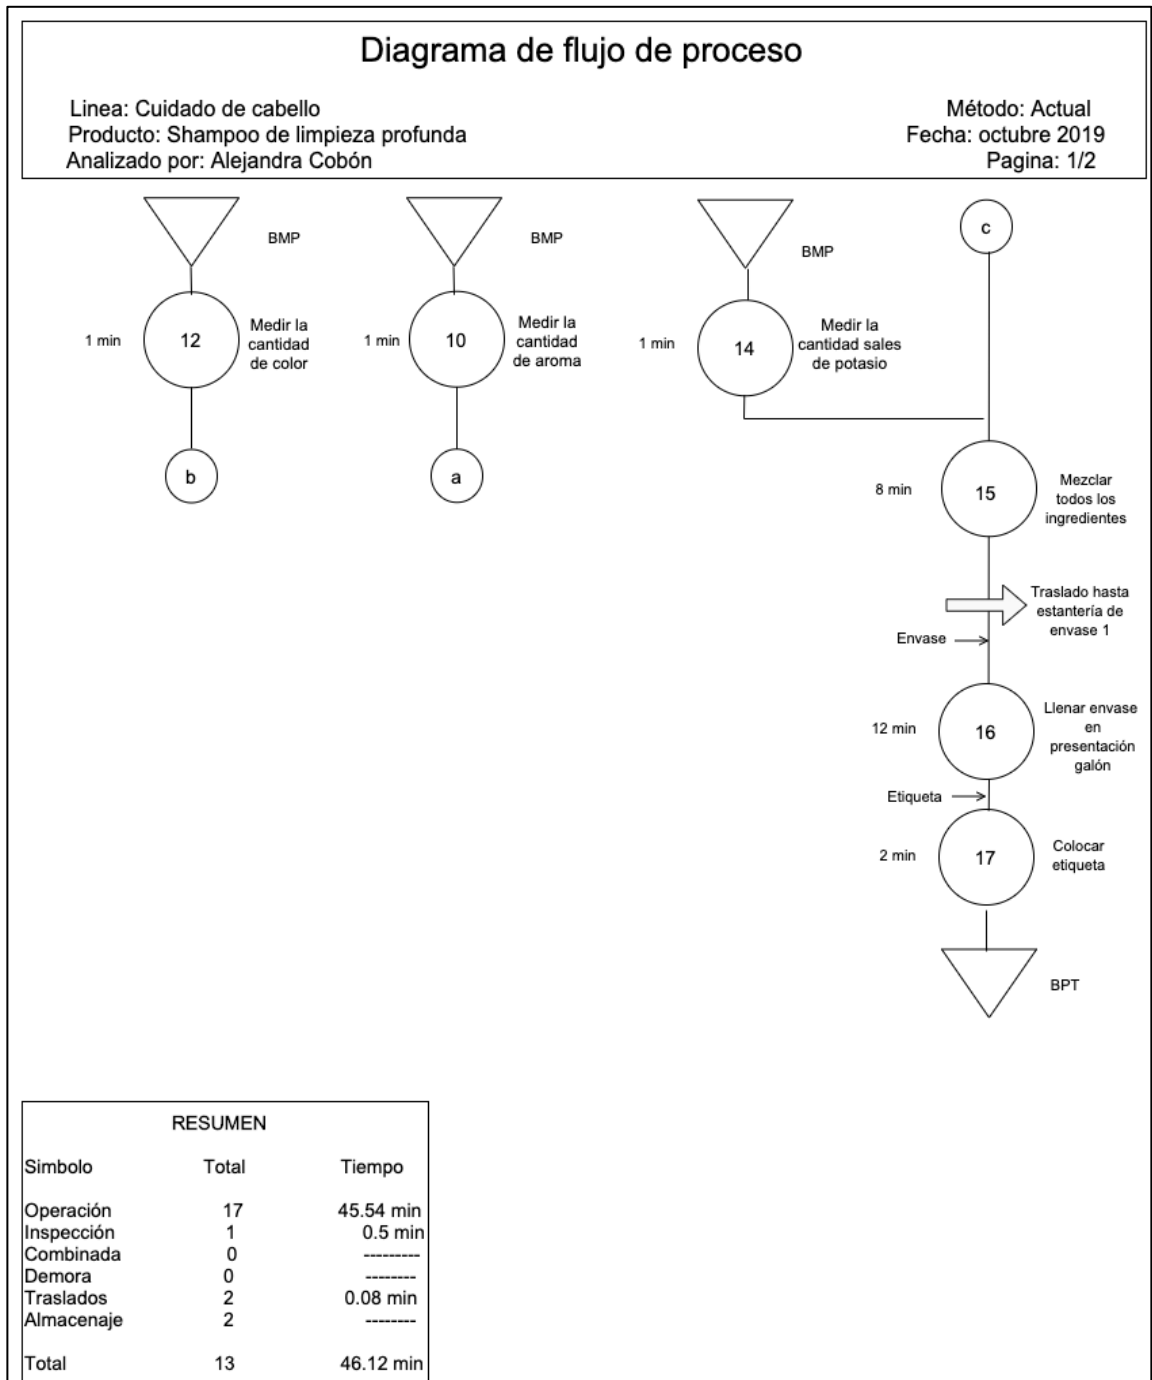 Diagrama de flujo de proceso
Linea: Cuidado de cabello
Producto: Shampoo de limpieza profunda
Analizado por: Alejandra Cobón
Método: Actual
Fecha: octubre 2019
Pagina: 1/2
BMP
1 min
12
Medir la
cantidad
de color
b
BMP
1 min
10
Medir la
cantidad
de aroma
a
BMP
1 min
14
Medir la
cantidad sales
de potasio
c
8 min
15
Mezclar
todos los
ingredientes
Traslado hasta
estantería de
envase 1
Envase
12 min
16
Llenar envase
en
presentación
galón
Etiqueta
2 min
17
Colocar
etiqueta
BPT
RESUMEN
Simbolo Total Tiempo
Operación 17 45.54 min
Inspección 1 0.5 min
Combinada 0 ---------
Demora 0 --------
Traslados 2 0.08 min
Almacenaje 2 --------
Total 13 46.12 min